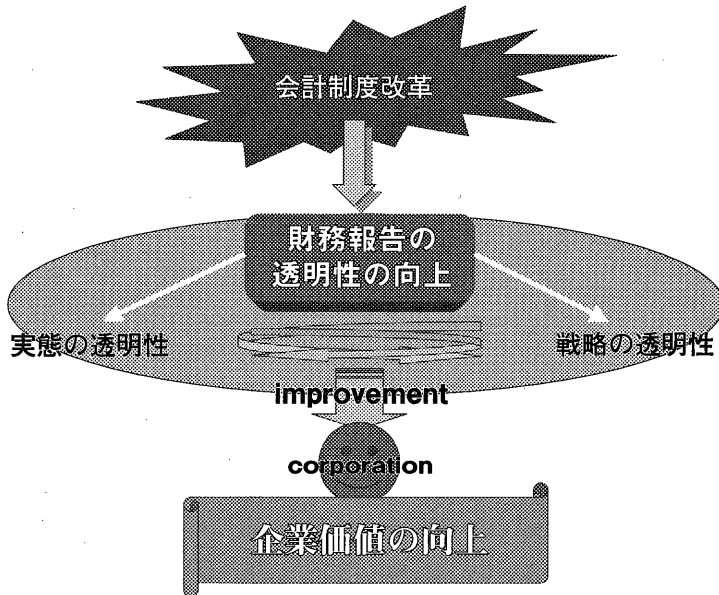 会計制度改革
財務報告の
透明性の向上
実態の透明性
戦略の透明性
improvement
corporation
企業価値の向上